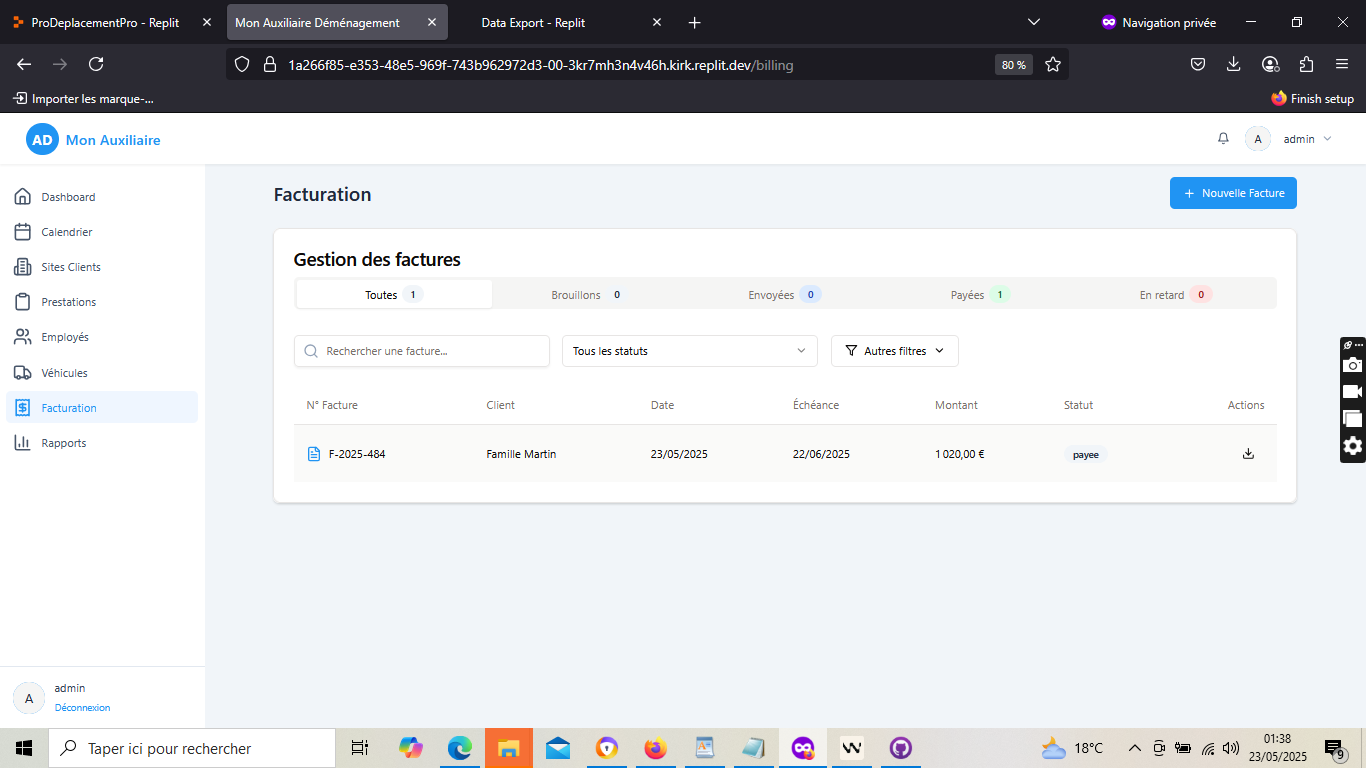 ProDeplacementPro - Replit
Mon Auxiliaire Déménagement
Data Export - Replit
Navigation privée
1a266f85-e353-48e5-969f-743b962972d3-00-3kr7mh3n4v46h.kirk.replit.dev/billing
80 %
Importer les marque-...
Finish setup
AD Mon Auxiliaire
A admin
Dashboard
Calendrier
Sites Clients
Prestations
Employés
Véhicules
Facturation
Rapports
A admin
Déconnexion
Facturation
+ Nouvelle Facture
Gestion des factures
Toutes 1 Brouillons 0 Envoyées 0 Payées 1 En retard 0
Rechercher une facture... Tous les statuts Autres filtres
N° Facture Client Date Échéance Montant Statut Actions
F-2025-484 Famille Martin 23/05/2025 22/06/2025 1 020,00 € payee
Taper ici pour rechercher
18°C
01:38
23/05/2025
9